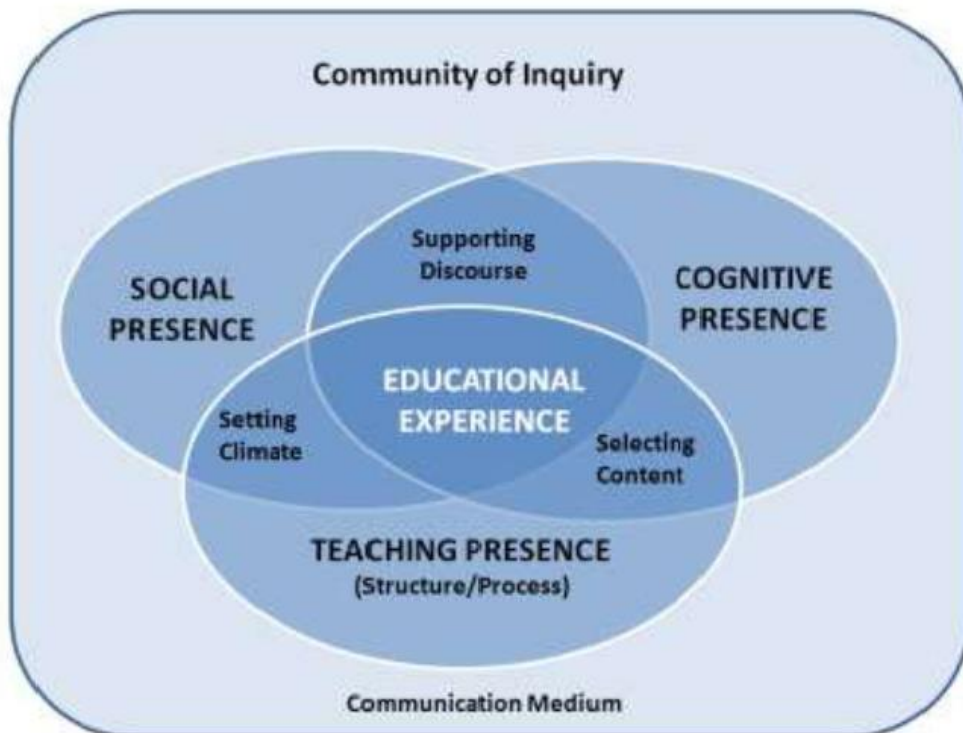 Community of Inquiry
Supporting
Discourse
SOCIAL
PRESENCE
COGNITIVE
PRESENCE
EDUCATIONAL
EXPERIENCE
Setting
Climate
Selecting
Content
TEACHING PRESENCE
(Structure/Process)
Communication Medium